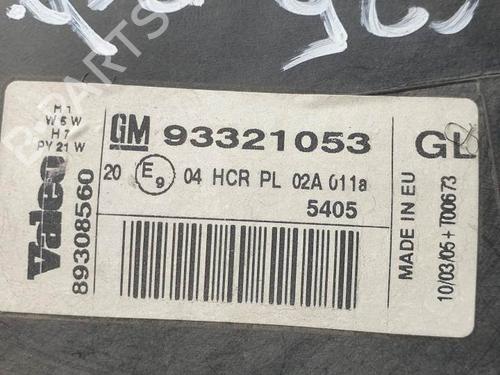 H 1
W 5 W
H 7
PY 21 W
Valeo
89308560
GM 93321053
20 E9 04 HCR PL 02A 011a
5405
GL
MADE IN EU
10/03/05 + T00673
B-PARTS